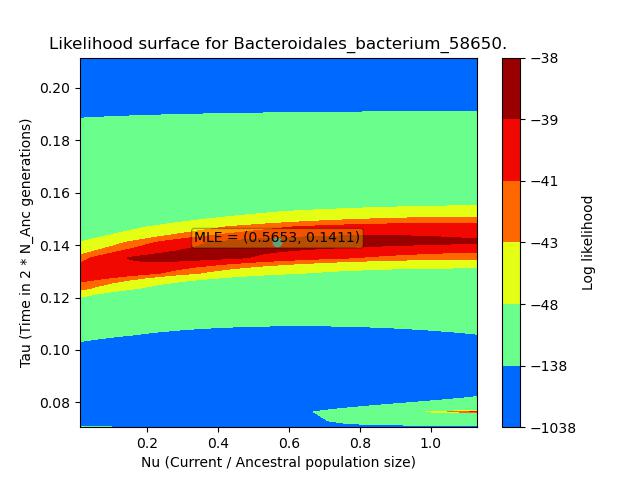 Likelihood surface for Bacteroidales_bacterium_58650.
Tau (Time in 2 * N_Anc generations)
0.20
0.18
0.16
0.14
0.12
0.10
0.08
MLE = (0.5653, 0.1411)
0.2 0.4 0.6 0.8 1.0
Nu (Current / Ancestral population size)
−38
−39
−41
−43
−48
−138
−1038
Log likelihood